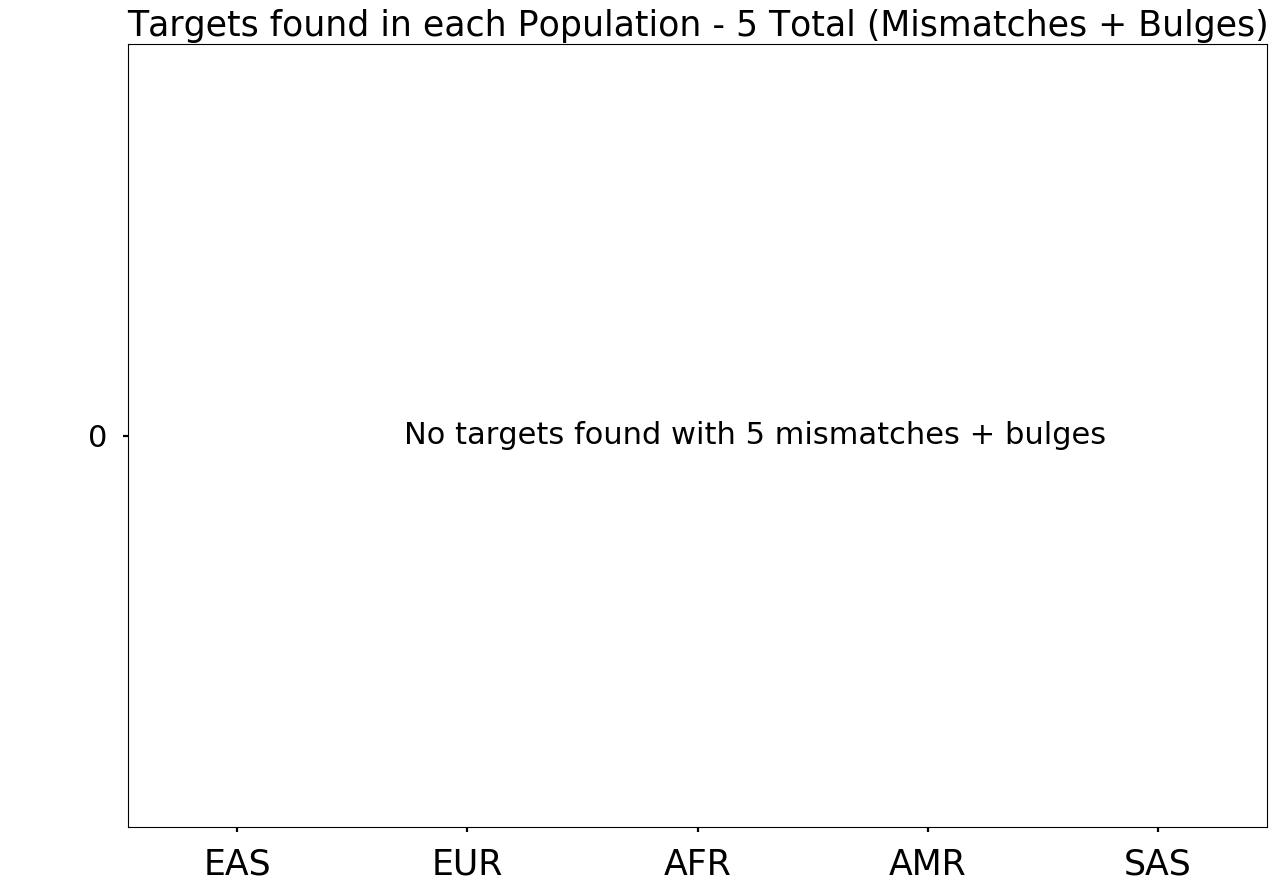 Targets found in each Population - 5 Total (Mismatches + Bulges)
0
No targets found with 5 mismatches + bulges
EAS EUR AFR AMR SAS